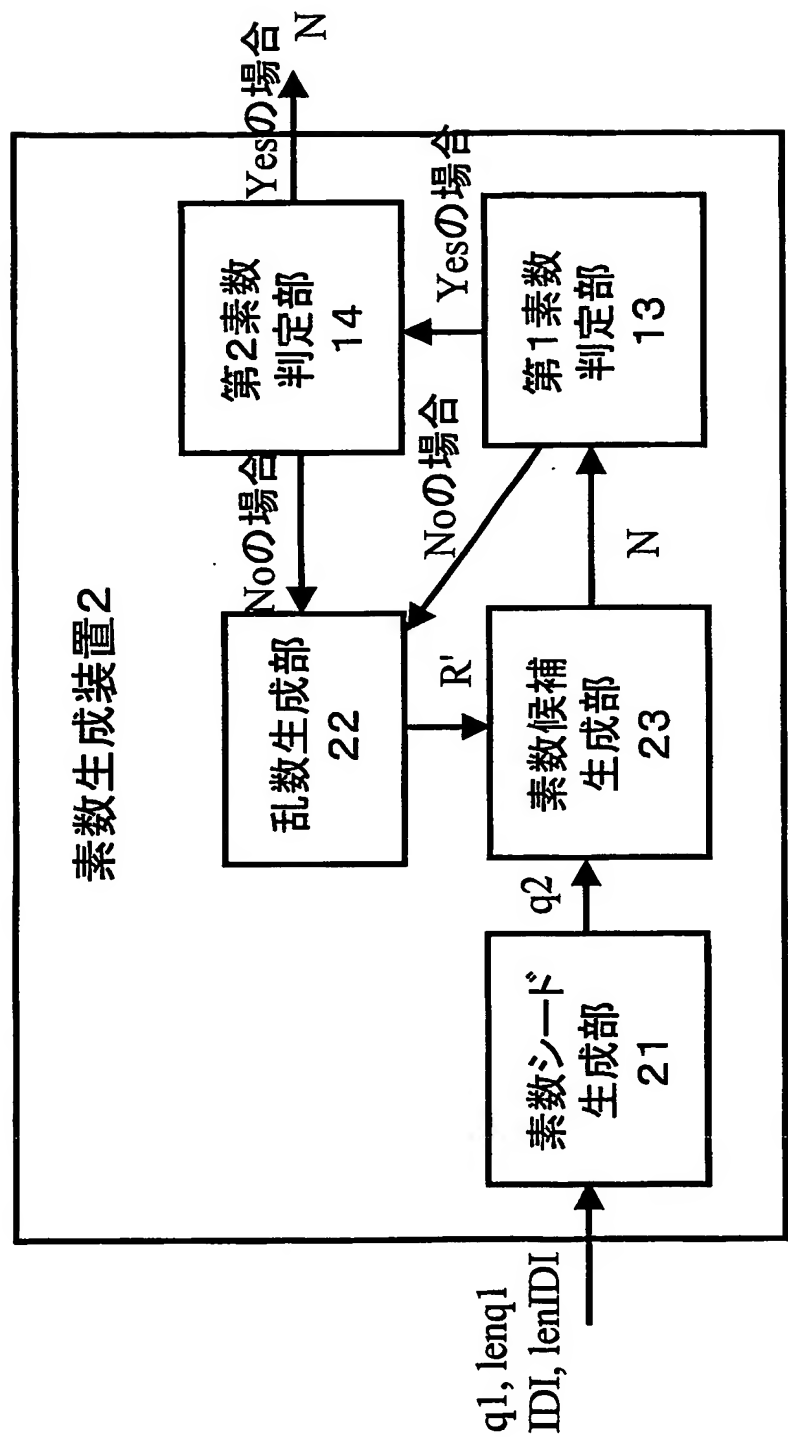 素数生成装置2
q1, lenq1
IDI, lenIDI
素数シード
生成部
21
q2
素数候補
生成部
23
乱数生成部
22
R'
N
第1素数
判定部
13
Noの場合
Noの場合
Yesの場合
第2素数
判定部
14
Yesの場合
N